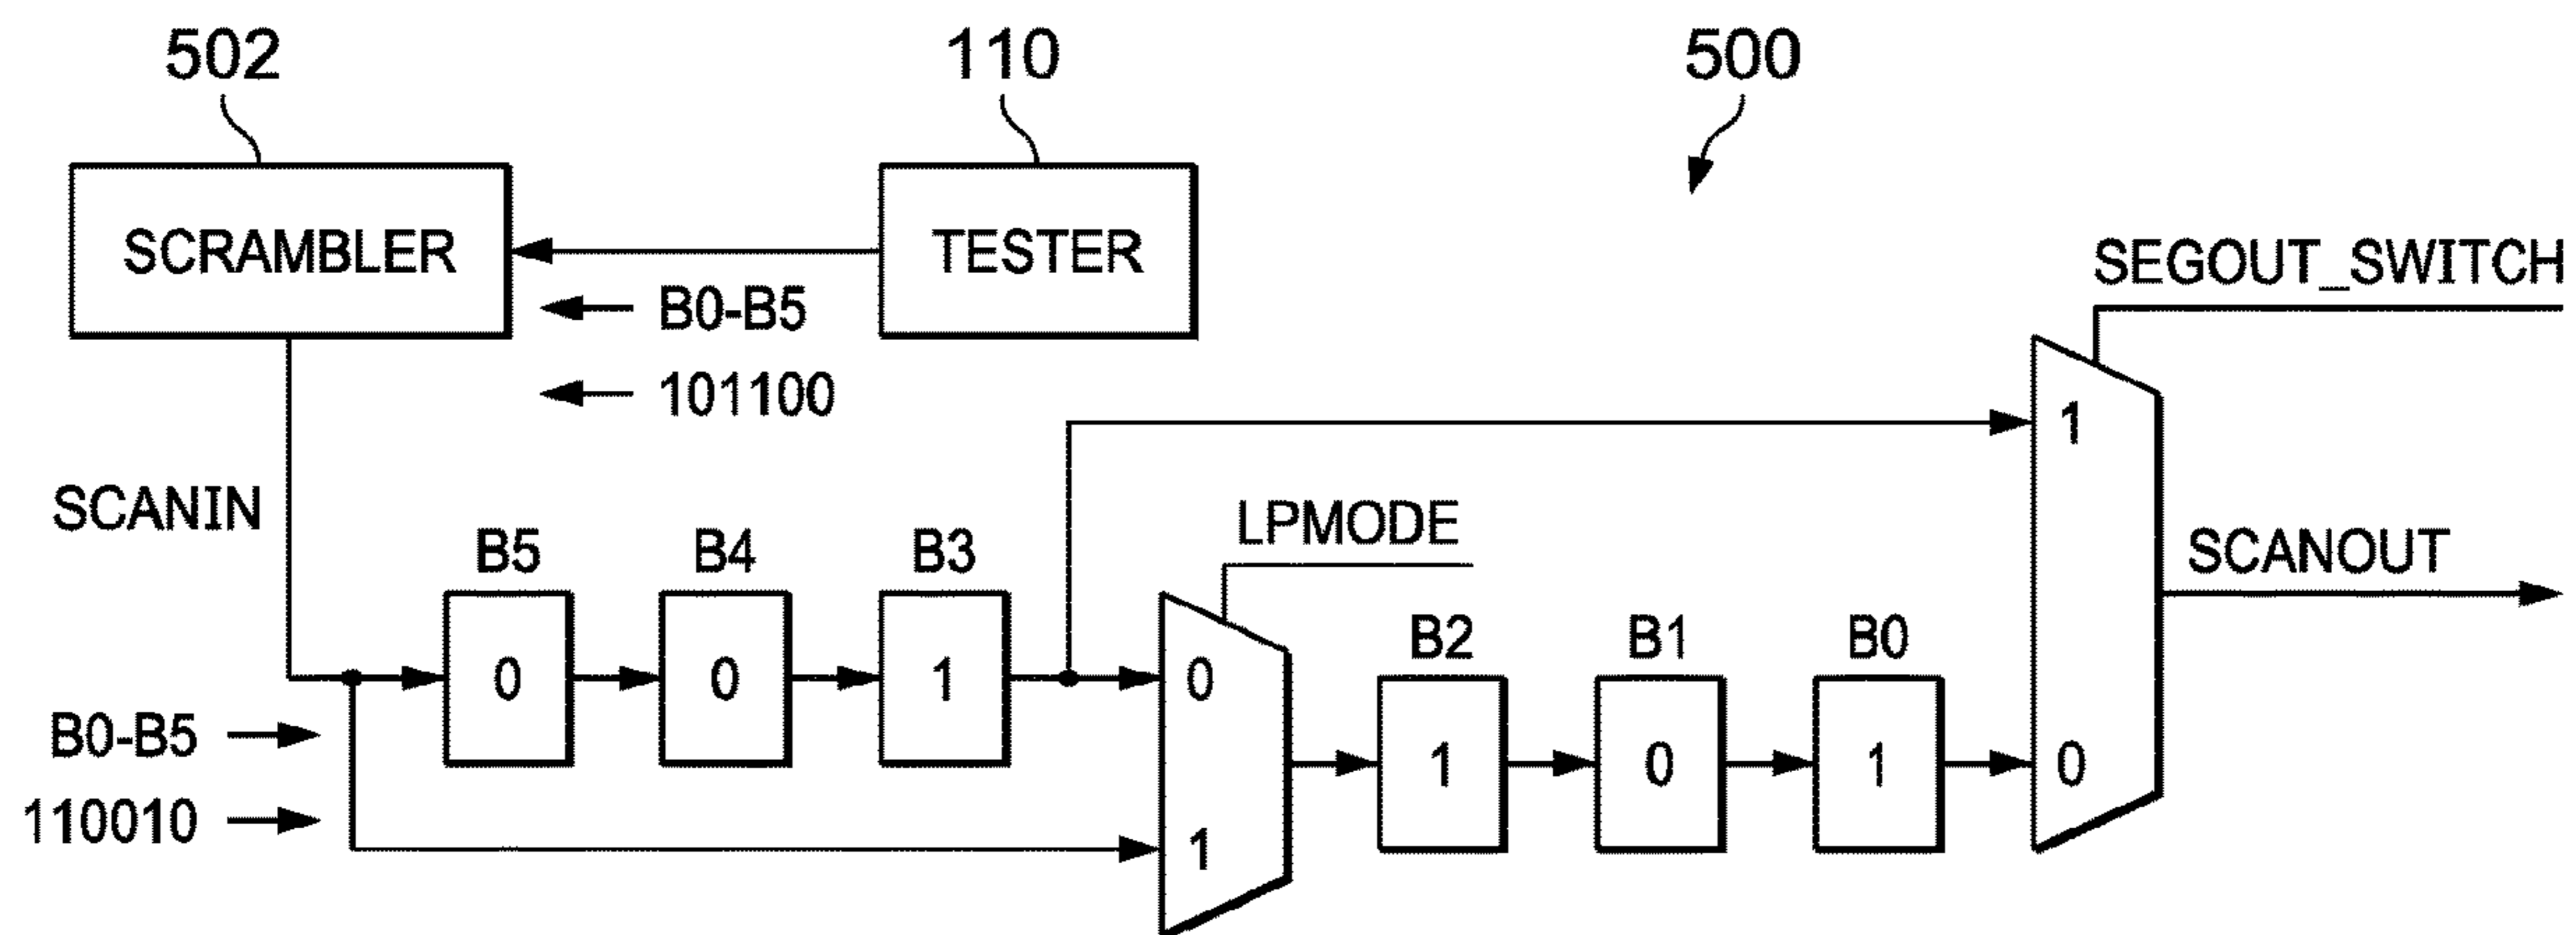 502
110
500
SCRAMBLER
TESTER
SEGOUT_SWITCH
B0-B5
101100
1
SCANIN
LPMODE
SCANOUT
B5
B4
B3
B2
B1
B0
0
0
1
0
B0-B5
1
0
1
0
110010
1